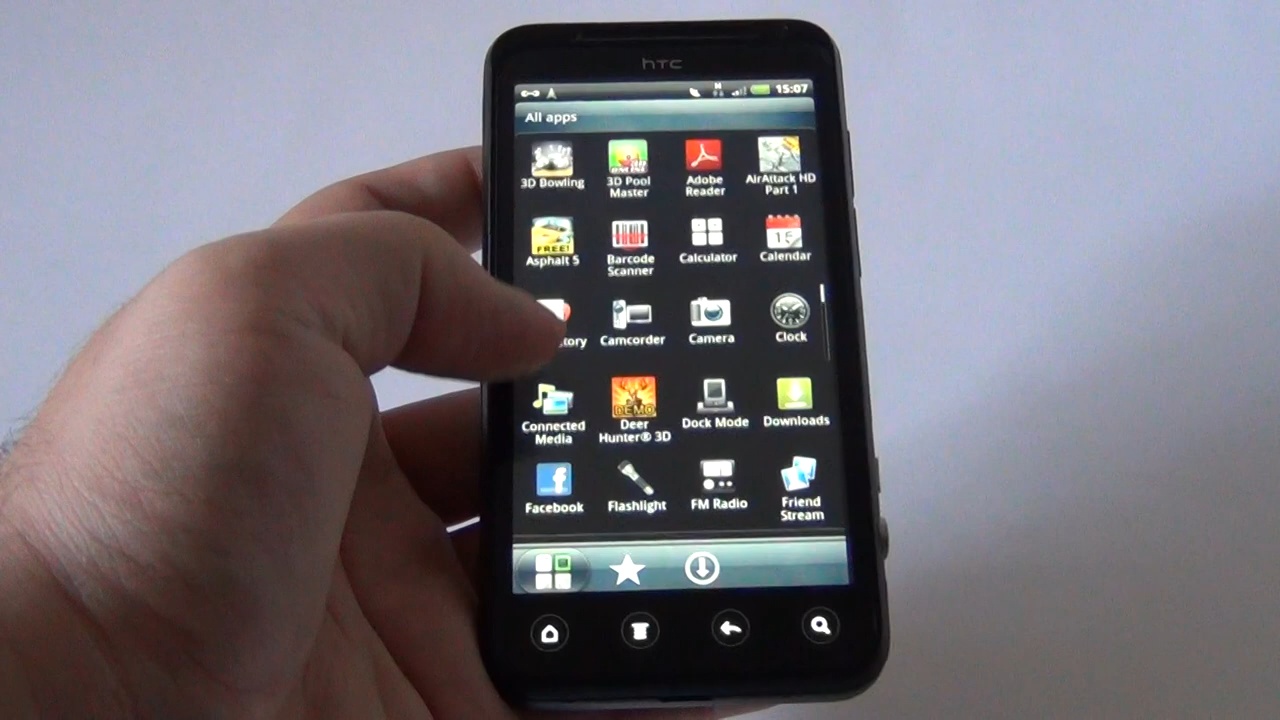 hTC
15:07
All apps
3D Bowling
3D Pool
Master
Adobe
Reader
AirAttack HD
Part 1
FREE!
Asphalt 5
Barcode
Scanner
Calculator
15
Calendar
tory
Camcorder
Camera
Clock
Connected
Media
DEMO
Deer
Hunter® 3D
Dock Mode
Downloads
f
Facebook
Flashlight
FM Radio
Friend
Stream